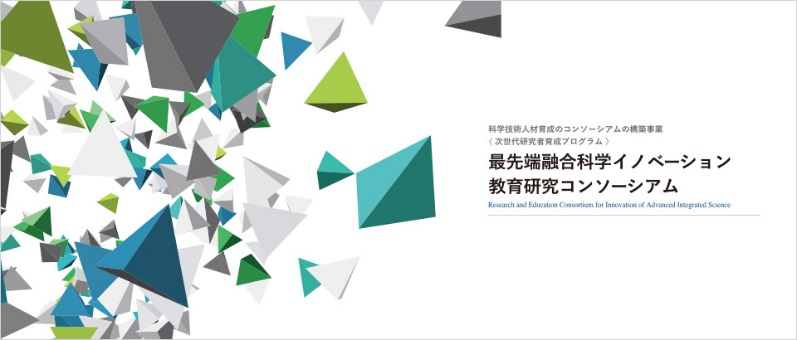 科学技術人材育成のコンソーシアムの構築事業
〈 次世代研究者育成プログラム 〉
最先端融合科学イノベーション
教育研究コンソーシアム
Research and Education Consortium for Innovation of Advanced Integrated Science